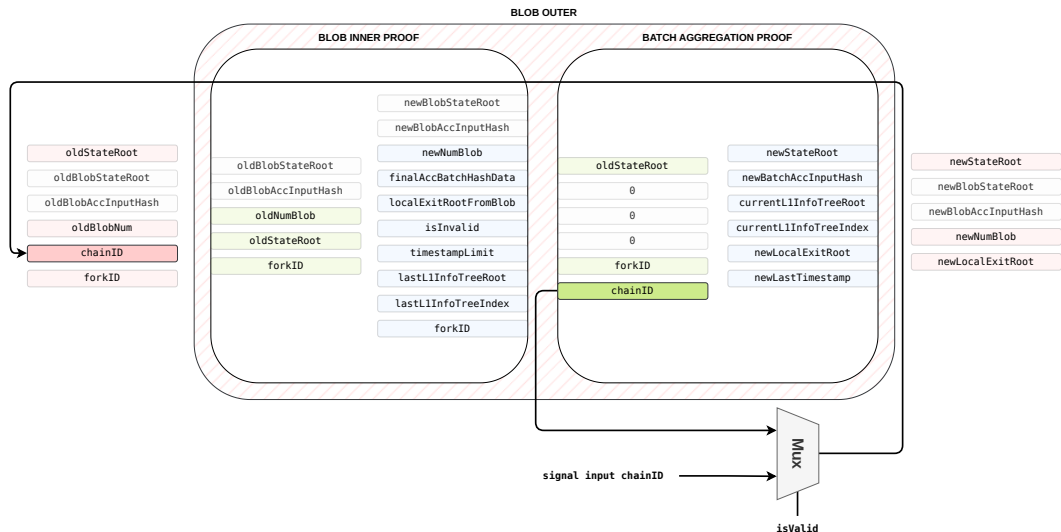 BLOB OUTER
BLOB INNER PROOF
BATCH AGGREGATION PROOF
oldStateRoot
oldBlobStateRoot
oldBlobAccInputHash
oldBlobNum
chainID
forkID
oldBlobStateRoot
oldBlobAccInputHash
oldNumBlob
oldStateRoot
forkID
newBlobStateRoot
newBlobAccInputHash
newNumBlob
finalAccBatchHashData
localExitRootFromBlob
isInvalid
timestampLimit
lastL1InfoTreeRoot
lastL1InfoTreeIndex
forkID
oldStateRoot
0
0
0
forkID
chainID
newStateRoot
newBatchAccInputHash
currentL1InfoTreeRoot
currentL1InfoTreeIndex
newLocalExitRoot
newLastTimestamp
newStateRoot
newBlobStateRoot
newBlobAccInputHash
newNumBlob
newLocalExitRoot
Mux
signal input chainID
isValid